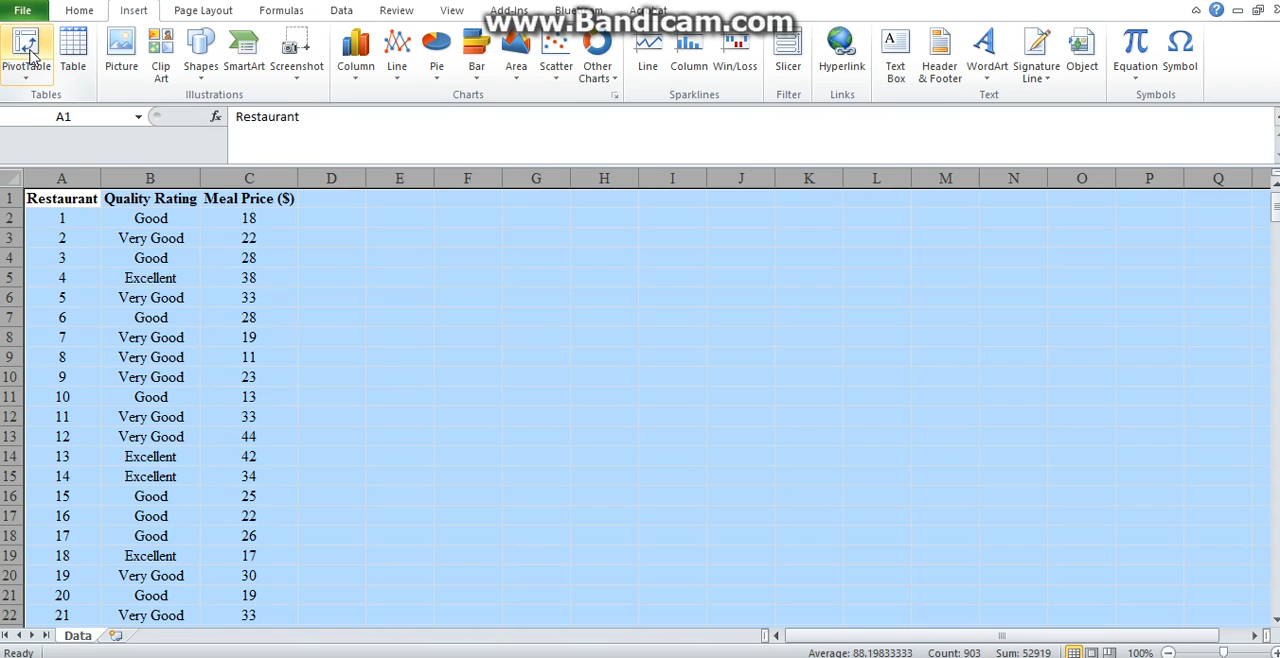 www.Bandicam.com
File Home Insert Page Layout Formulas Data Review View Add-Ins
PivotTable Table Picture Clip Art Shapes SmartArt Screenshot Column Line Pie Bar Area Scatter Other Charts Line Column Win/Loss Slicer Hyperlink Text Box Header & Footer WordArt Signature Line Object Equation Symbol
Tables Illustrations Charts Sparklines Filter Links Text Symbols
A1 fx Restaurant
A B C D E F G H I J K L M N O P Q
1 Restaurant Quality Rating Meal Price ($)
2 1 Good 18
3 2 Very Good 22
4 3 Good 28
5 4 Excellent 38
6 5 Very Good 33
7 6 Good 28
8 7 Very Good 19
9 8 Very Good 11
10 9 Very Good 23
11 10 Good 13
12 11 Very Good 33
13 12 Very Good 44
14 13 Excellent 42
15 14 Excellent 34
16 15 Good 25
17 16 Good 22
18 17 Good 26
19 18 Excellent 17
20 19 Very Good 30
21 20 Good 19
22 21 Very Good 33
Data
Ready Average: 88.19833333 Count: 903 Sum: 52919 100%